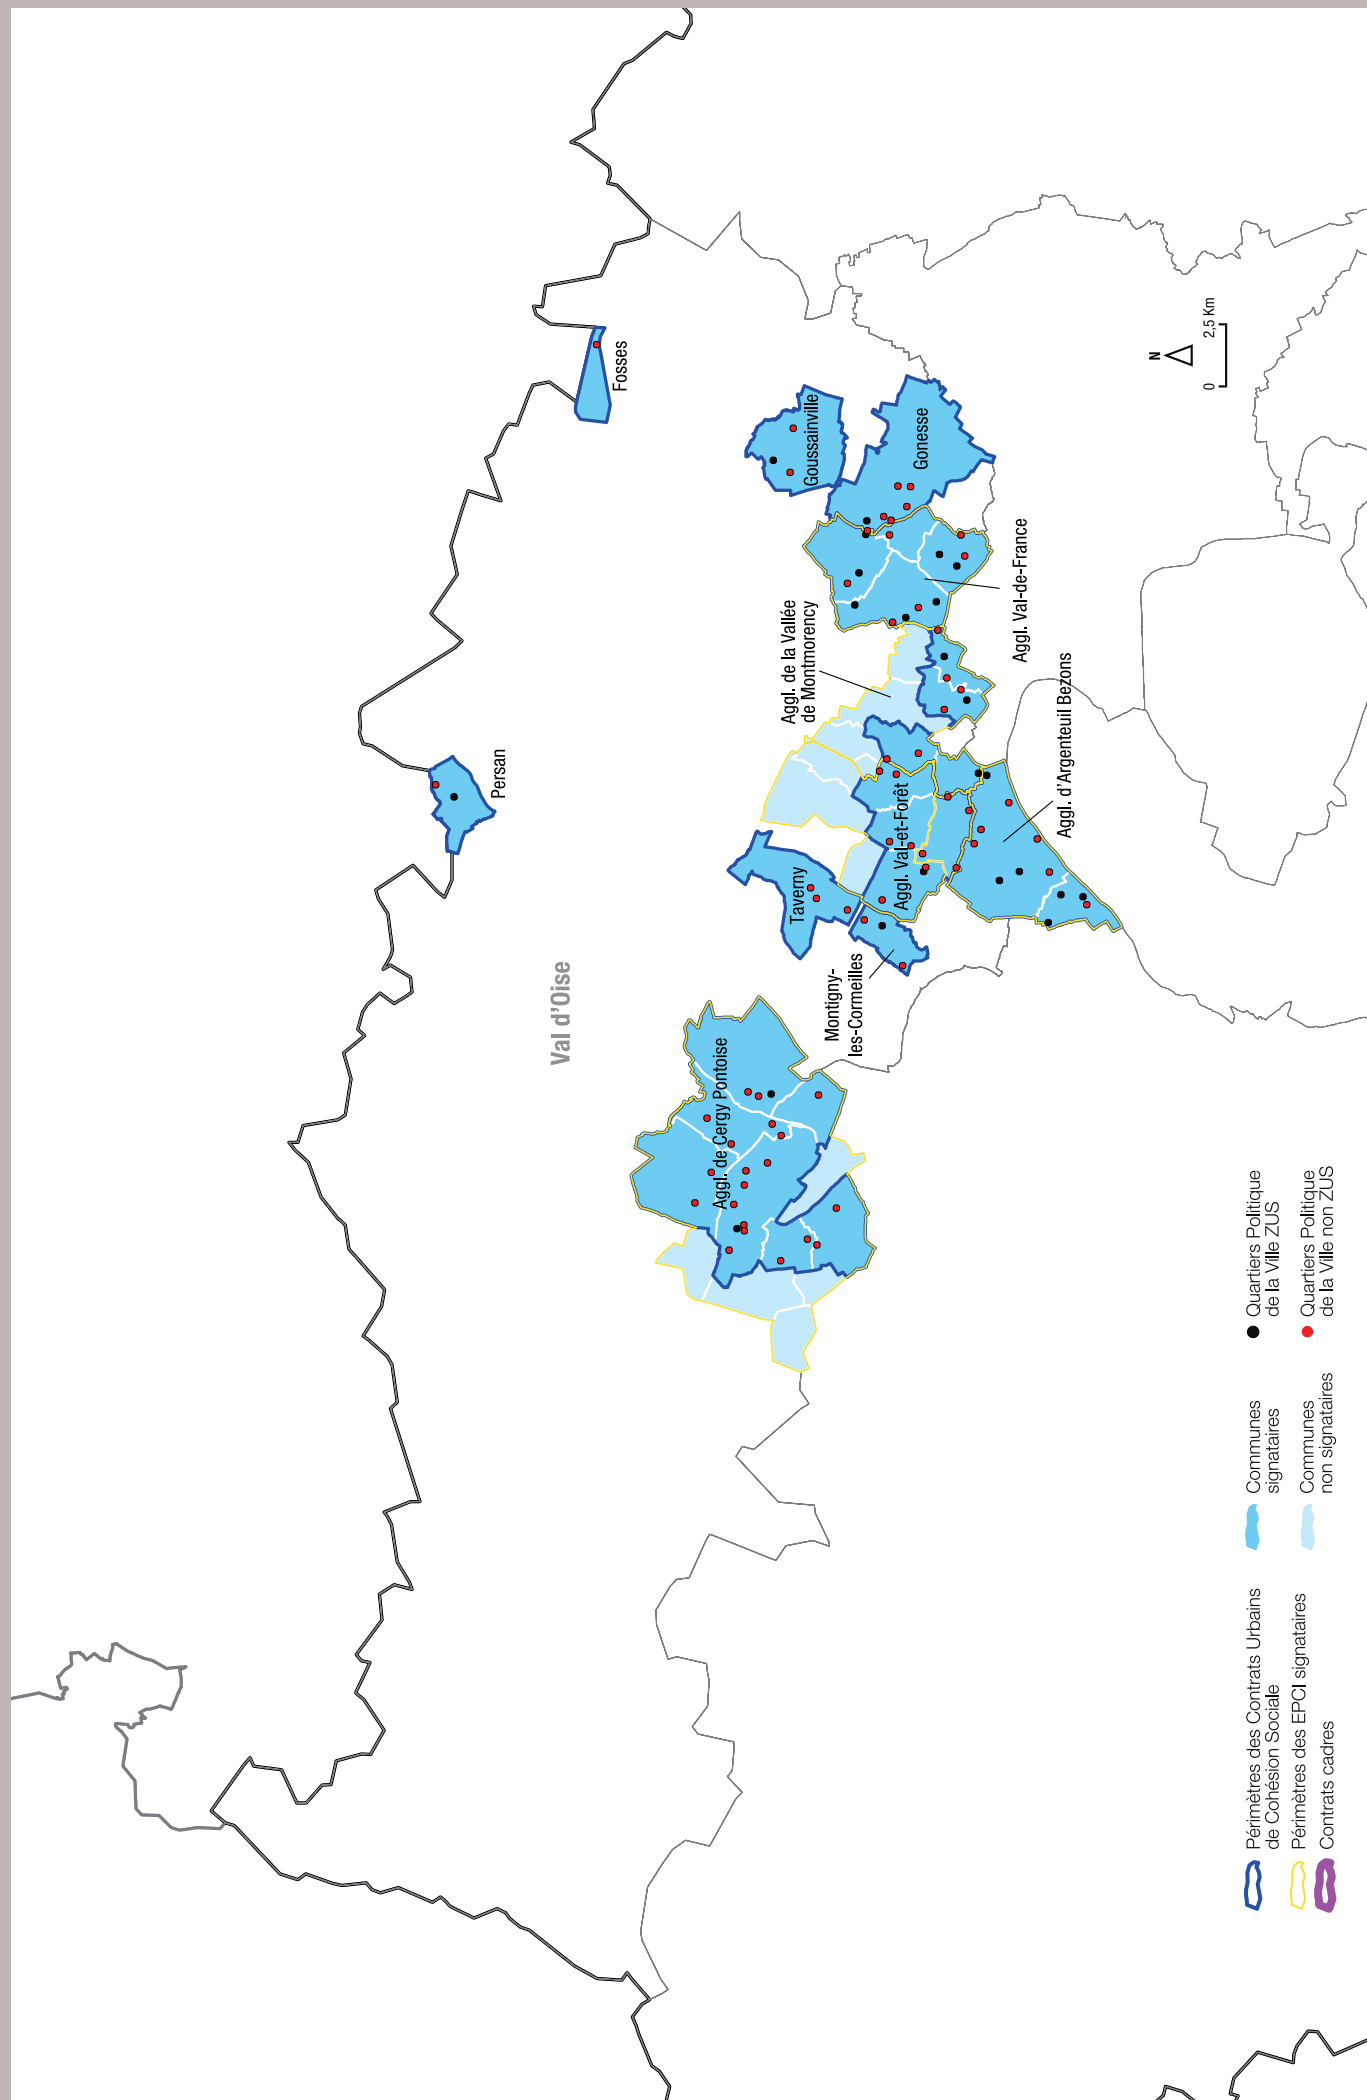 Val d'Oise
Persan
Fosses
Goussainville
Gonesse
Aggl. Val-de-France
Aggl. de la Vallée
de Montmorency
Taverny
Aggl. Val-et-Forêt
Montigny-
les-Cormeilles
Aggl. d'Argenteuil Bezons
Aggl. de Cergy Pontoise
N
0
2,5 Km
Périmètres des Contrats Urbains
de Cohésion Sociale
Périmètres des EPCI signataires
Contrats cadres
Communes
signataires
Communes
non signataires
Quartiers Politique
de la Ville ZUS
Quartiers Politique
de la Ville non ZUS